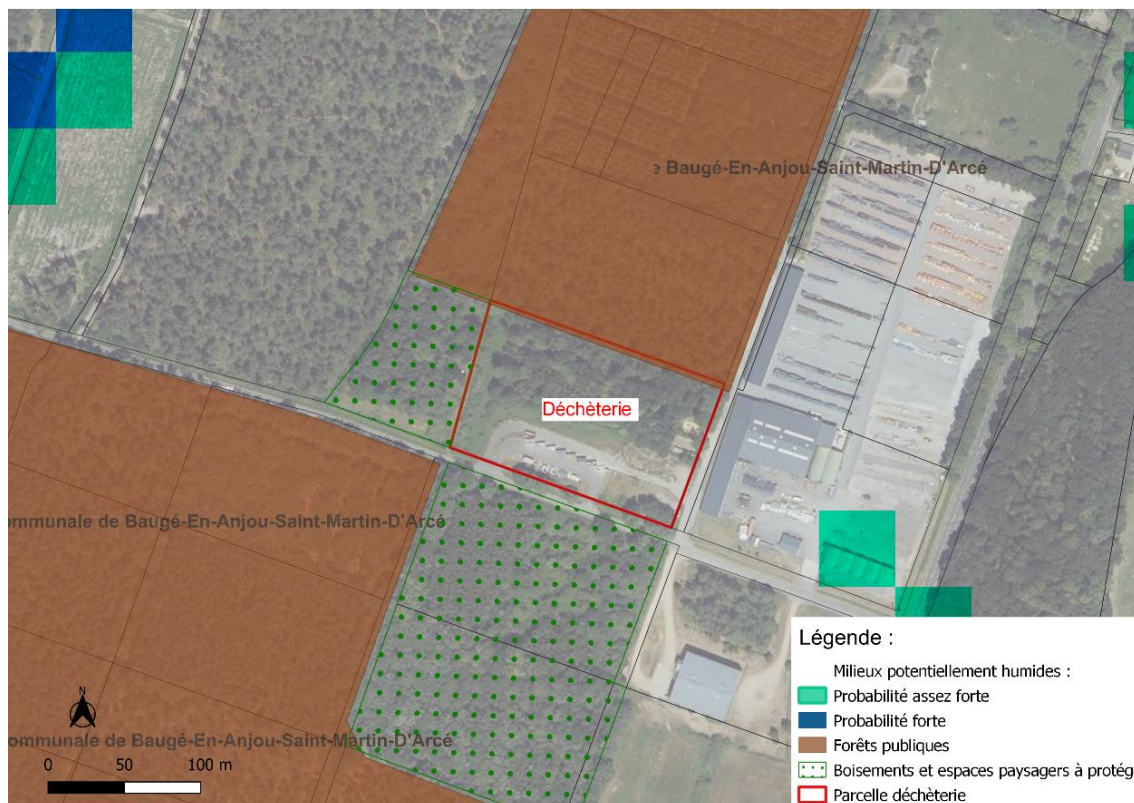 e Baugé-En-Anjou-Saint-Martin-D'Arcé
Déchèterie
ommunale de Baugé-En-Anjou-Saint-Martin-D'Arcé
ommunale de Baugé-En-Anjou-Saint-Martin-D'Arcé
N
0 50 100 m
Légende :
Milieux potentiellement humides :
Probabilité assez forte
Probabilité forte
Forêts publiques
Boisements et espaces paysagers à protég
Parcelle déchèterie